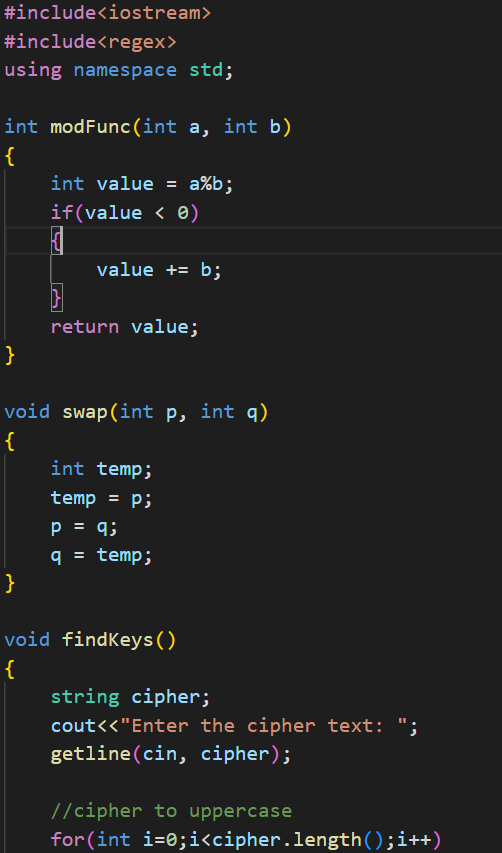 #include<iostream>
#include<regex>
using namespace std;

int modFunc(int a, int b)
{
    int value = a%b;
    if(value < 0)
    {
        value += b;
    }
    return value;
}

void swap(int p, int q)
{
    int temp;
    temp = p;
    p = q;
    q = temp;
}

void findKeys()
{
    string cipher;
    cout<<"Enter the cipher text: ";
    getline(cin, cipher);

    //cipher to uppercase
    for(int i=0;i<cipher.length();i++)